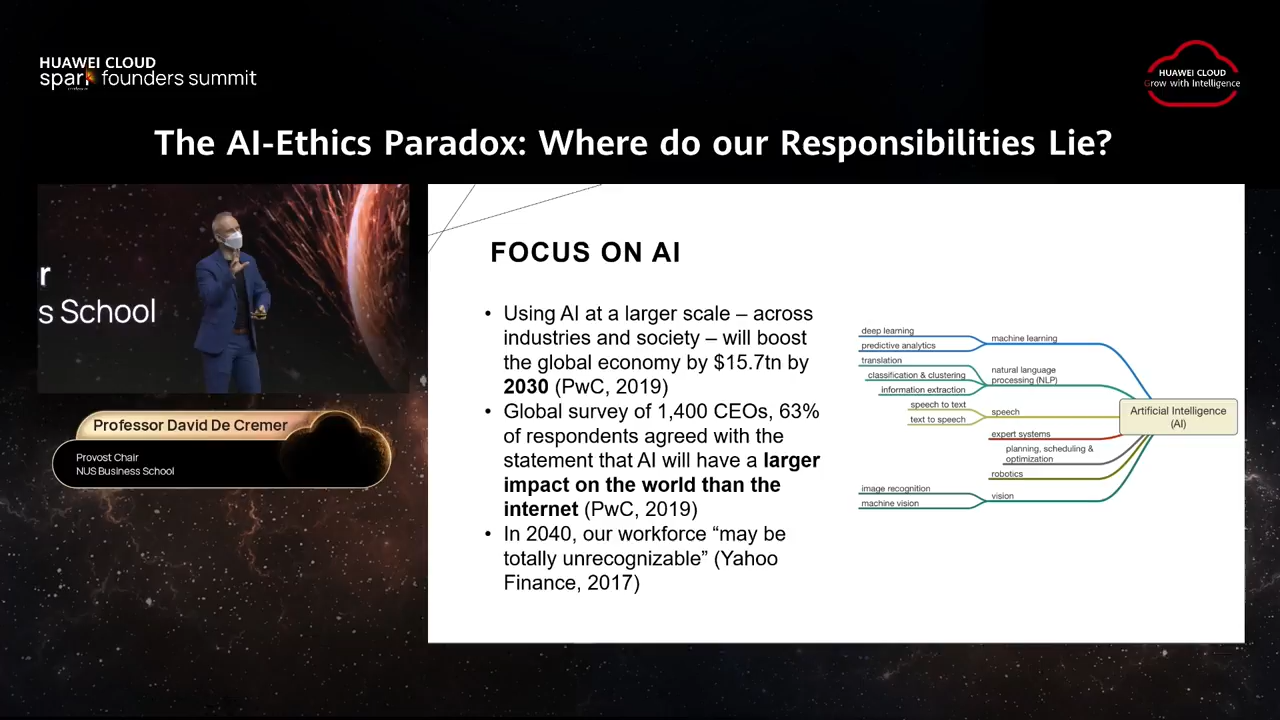 HUAWEI CLOUD
spark founders summit
HUAWEI CLOUD
Grow with Intelligence
The AI-Ethics Paradox: Where do our Responsibilities Lie?
r
s School
Professor David De Cremer
Provost Chair
NUS Business School
FOCUS ON AI
• Using AI at a larger scale – across
industries and society – will boost
the global economy by $15.7tn by
2030 (PwC, 2019)
• Global survey of 1,400 CEOs, 63%
of respondents agreed with the
statement that AI will have a larger
impact on the world than the
internet (PwC, 2019)
• In 2040, our workforce “may be
totally unrecognizable” (Yahoo
Finance, 2017)
deep learning
predictive analytics
machine learning
translation
classification & clustering
information extraction
natural language
processing (NLP)
speech to text
text to speech
speech
expert systems
planning, scheduling &
optimization
robotics
image recognition
machine vision
vision
Artificial Intelligence
(AI)